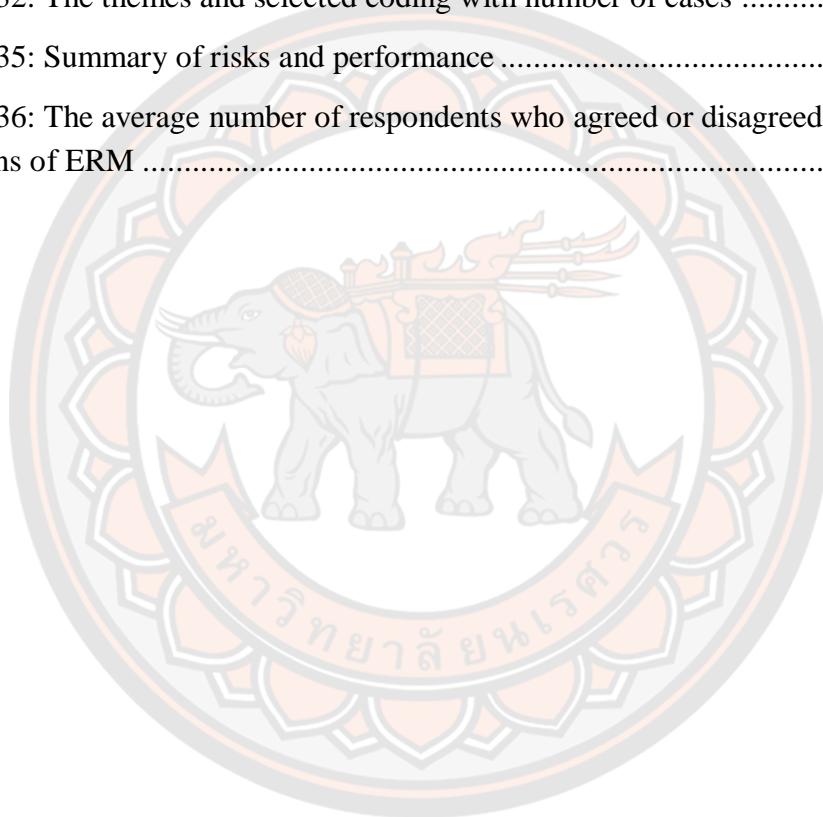 32: The themes and selected coding with number of cases ..........
35: Summary of risks and performance .......................................
36: The average number of respondents who agreed or disagreed
ns of ERM ..................................................................................
มหาวิทยาลัยนเรศวร